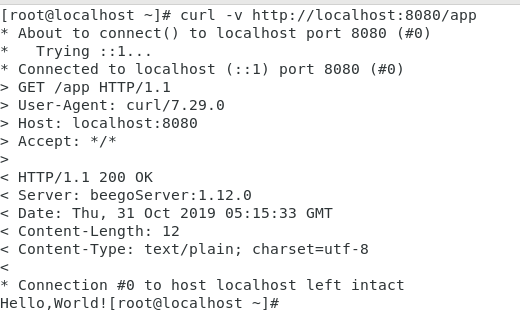 [root@localhost ~]# curl -v http://localhost:8080/app
* About to connect() to localhost port 8080 (#0)
*   Trying ::1...
* Connected to localhost (::1) port 8080 (#0)
> GET /app HTTP/1.1
> User-Agent: curl/7.29.0
> Host: localhost:8080
> Accept: */*
>
< HTTP/1.1 200 OK
< Server: beegoServer:1.12.0
< Date: Thu, 31 Oct 2019 05:15:33 GMT
< Content-Length: 12
< Content-Type: text/plain; charset=utf-8
<
* Connection #0 to host localhost left intact
Hello,World![root@localhost ~]#